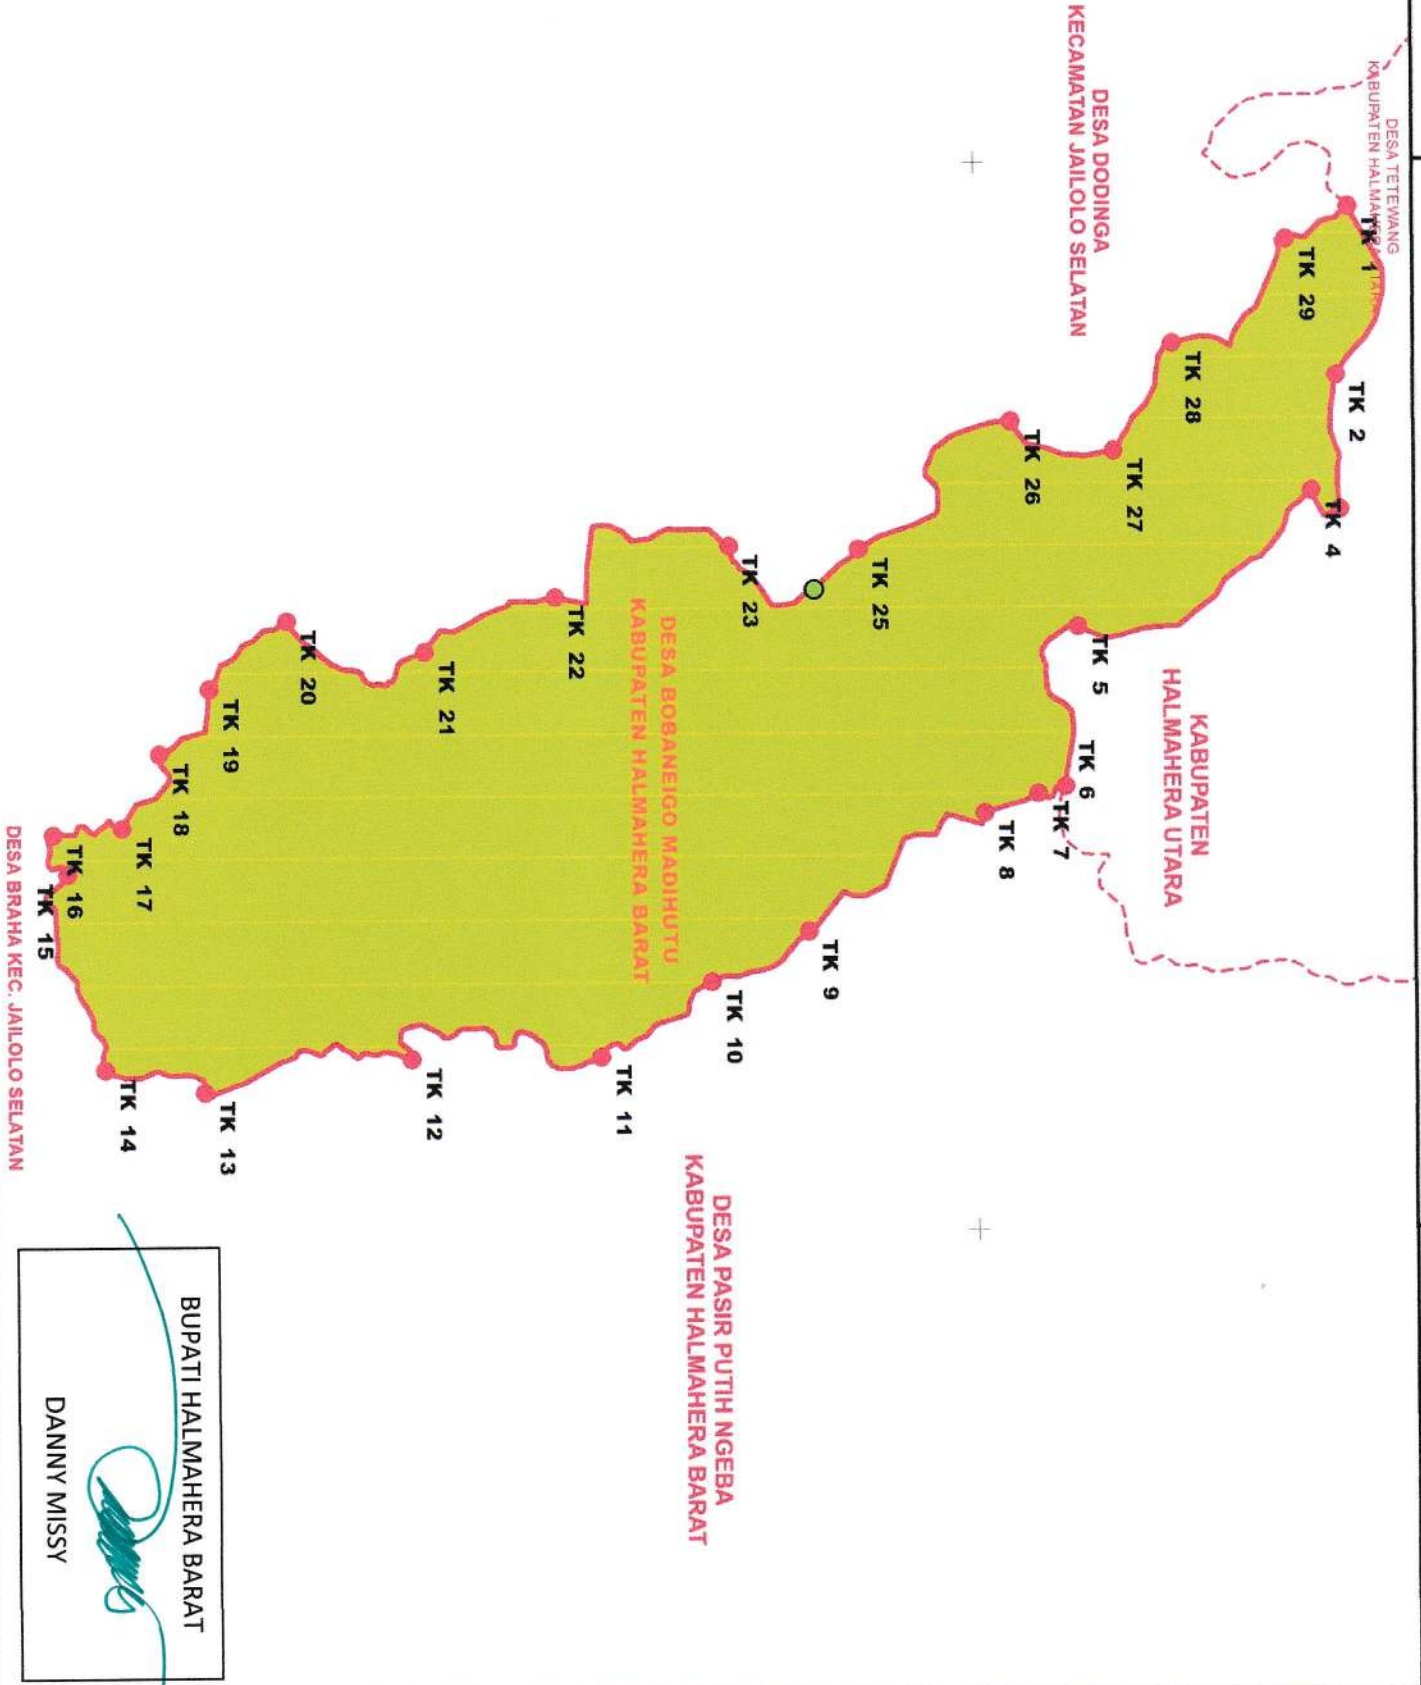 DESA TETEWANG
KABUPATEN HALMAHERA UTARA
DESA DODINGA
KECAMATAN JAILOLO SELATAN
KABUPATEN
HALMAHERA UTARA
TK 1
TK 29
TK 2
TK 28
TK 4
TK 27
TK 26
TK 25
TK 5
TK 23
TK 6
TK 7
TK 8
TK 22
TK 21
TK 20
TK 19
TK 18
TK 17
TK 16
TK 15
TK 9
TK 10
TK 11
TK 12
TK 13
TK 14
DESA BOBANEIGO MADIHUTU
KABUPATEN HALMAHERA BARAT
DESA PASIR PUTIH NGEBA
KABUPATEN HALMAHERA BARAT
DESA BRAHA KEC. JAILOLO SELATAN
BUPATI HALMAHERA BARAT
DANNY MISSY